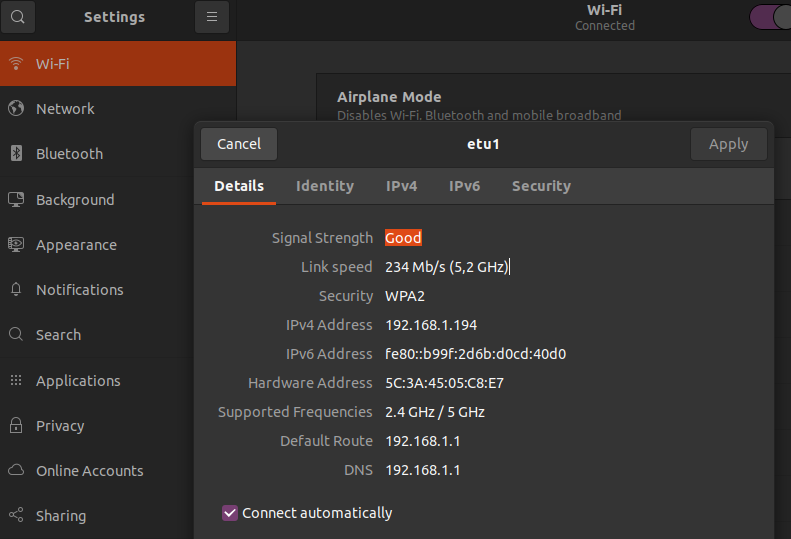 Settings
Wi-Fi
Connected
Wi-Fi
Network
Bluetooth
Background
Appearance
Notifications
Search
Applications
Privacy
Online Accounts
Sharing
Airplane Mode
Disables Wi-Fi, Bluetooth and mobile broadband
Cancel
etu1
Apply
Details Identity IPv4 IPv6 Security
Signal Strength Good
Link speed 234 Mb/s (5,2 GHz)
Security WPA2
IPv4 Address 192.168.1.194
IPv6 Address fe80::b99f:2d6b:d0cd:40d0
Hardware Address 5C:3A:45:05:C8:E7
Supported Frequencies 2.4 GHz / 5 GHz
Default Route 192.168.1.1
DNS 192.168.1.1
Connect automatically